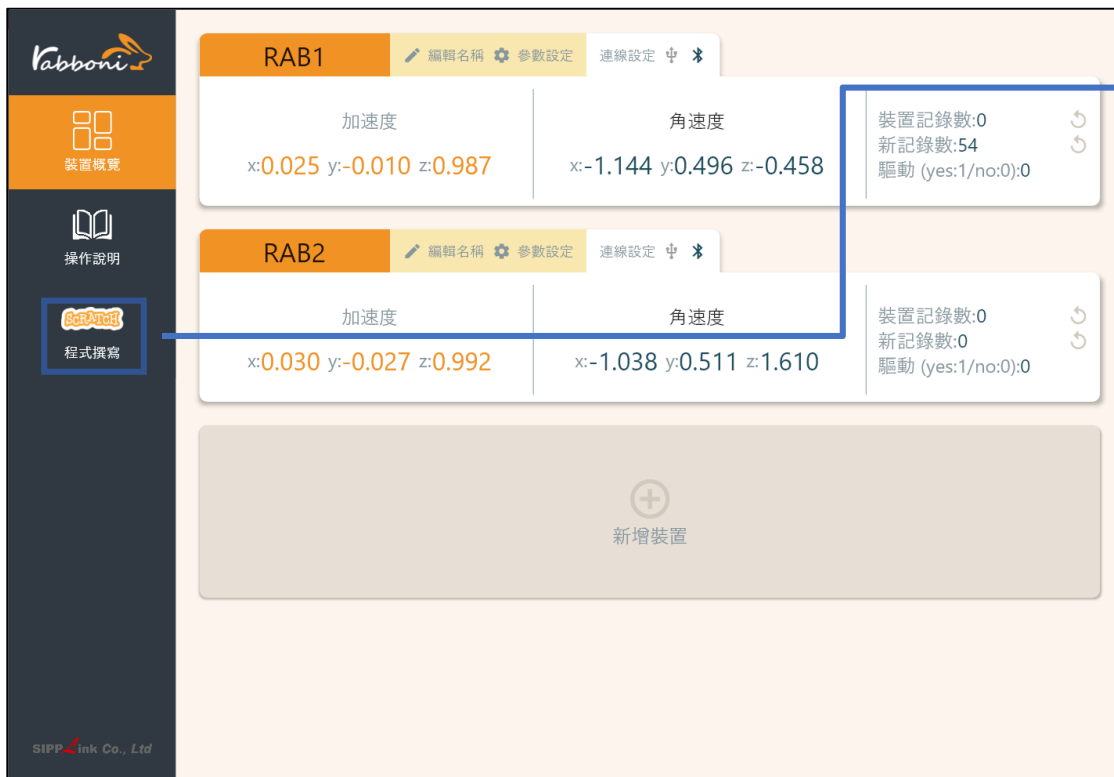 rabboni
裝置概覽
操作說明
SCRATCH
程式撰寫
SIPPLink Co., Ltd
RAB1 編輯名稱 參數設定 連線設定
加速度 角速度
x:0.025 y:-0.010 z:0.987 x:-1.144 y:0.496 z:-0.458
裝置記錄數:0
新記錄數:54
驅動 (yes:1/no:0):0
RAB2 編輯名稱 參數設定 連線設定
加速度 角速度
x:0.030 y:-0.027 z:0.992 x:-1.038 y:0.511 z:1.610
裝置記錄數:0
新記錄數:0
驅動 (yes:1/no:0):0
新增裝置